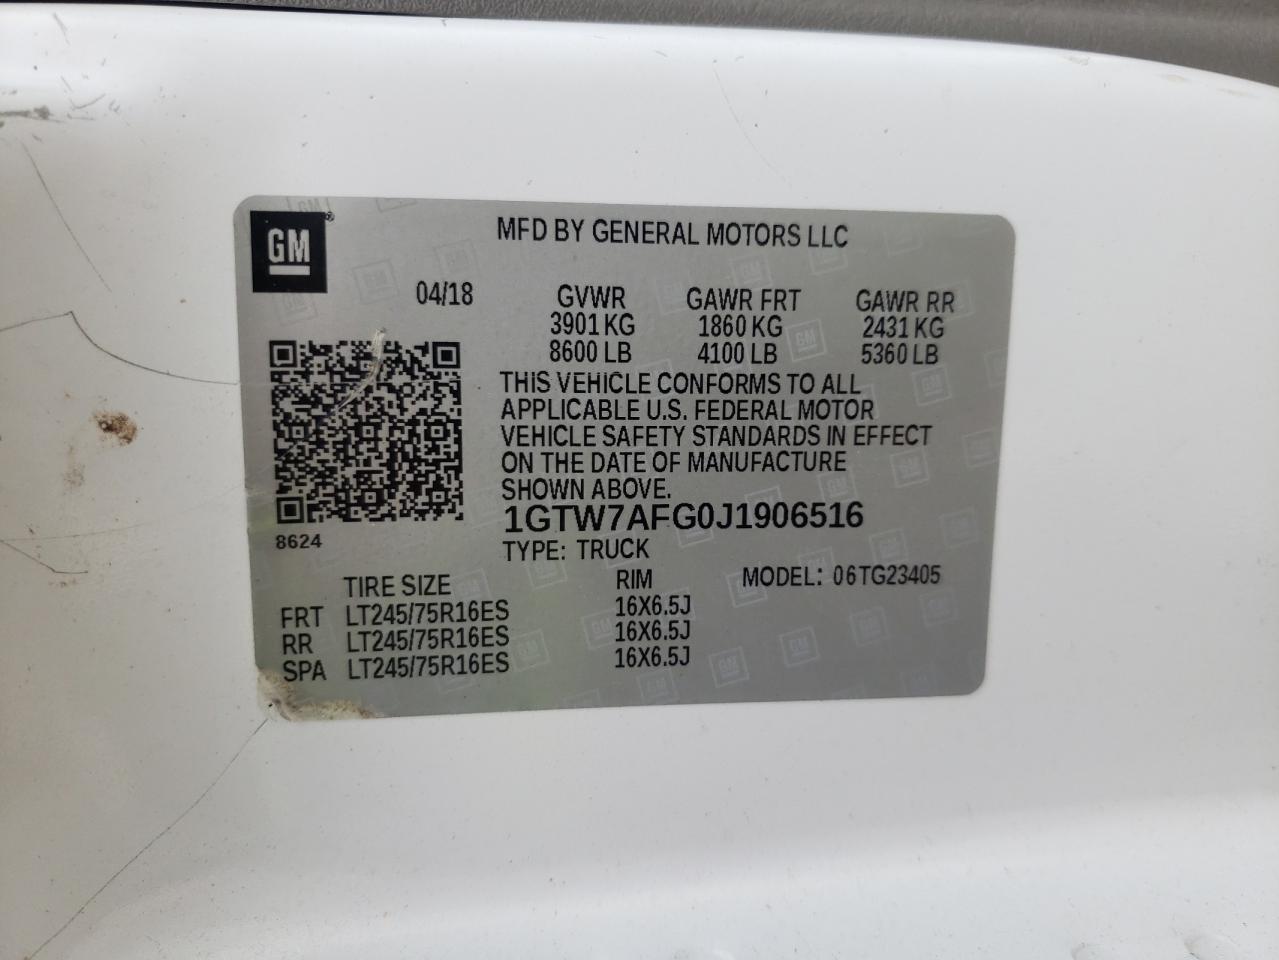 GM
MFD BY GENERAL MOTORS LLC
04/18 GVWR GAWR FRT GAWR RR
3901 KG 1860 KG 2431 KG
8600 LB 4100 LB 5360 LB
THIS VEHICLE CONFORMS TO ALL
APPLICABLE U.S. FEDERAL MOTOR
VEHICLE SAFETY STANDARDS IN EFFECT
ON THE DATE OF MANUFACTURE
SHOWN ABOVE.
1GTW7AFG0J1906516
8624
TYPE: TRUCK
TIRE SIZE RIM MODEL: 06TG23405
FRT LT245/75R16ES 16X6.5J
RR LT245/75R16ES 16X6.5J
SPA LT245/75R16ES 16X6.5J